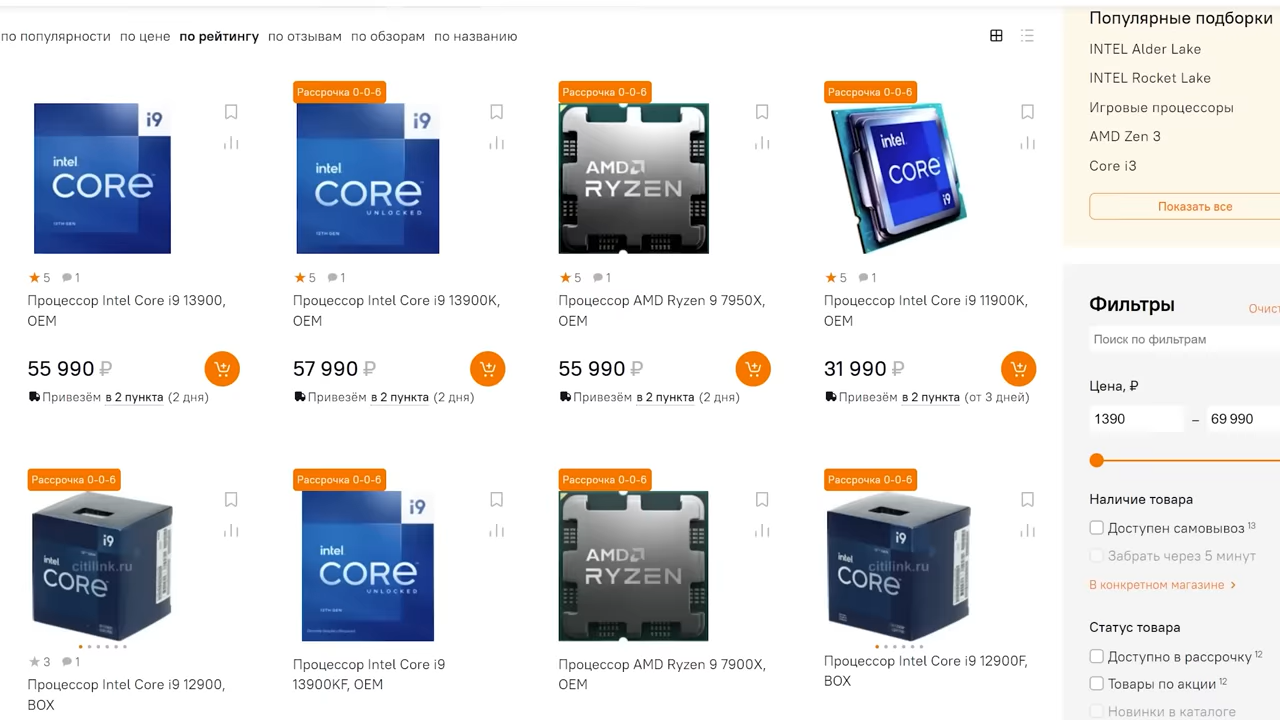 по популярности по цене по рейтингу по отзывам по обзорам по названию
Рассрочка 0-0-6
Рассрочка 0-0-6
Рассрочка 0-0-6
i9
intel
CORE
13TH GEN
i9
intel
CORE
UNLOCKED
13TH GEN
AMD
RYZEN
intel
CORE
i9
5 1
5 1
5 1
5 1
Процессор Intel Core i9 13900,
OEM
Процессор Intel Core i9 13900K,
OEM
Процессор AMD Ryzen 9 7950X,
OEM
Процессор Intel Core i9 11900K,
OEM
55 990 ₽
57 990 ₽
55 990 ₽
31 990 ₽
Привезём в 2 пункта (2 дня)
Привезём в 2 пункта (2 дня)
Привезём в 2 пункта (2 дня)
Привезём в 2 пункта (от 3 дней)
Рассрочка 0-0-6
Рассрочка 0-0-6
Рассрочка 0-0-6
Рассрочка 0-0-6
i9
intel
citilink.ru
CORE
i9
intel
CORE
UNLOCKED
13TH GEN
AMD
RYZEN
i9
intel
citilink.ru
CORE
3 1
Процессор Intel Core i9 12900,
BOX
Процессор Intel Core i9
13900KF, OEM
Процессор AMD Ryzen 9 7900X,
OEM
Процессор Intel Core i9 12900F,
BOX
Популярные подборки
INTEL Alder Lake
INTEL Rocket Lake
Игровые процессоры
AMD Zen 3
Core i3
Показать все
Фильтры
Очист
Поиск по фильтрам
Цена, ₽
1390 – 69 990
Наличие товара
Доступен самовывоз 13
Забрать через 5 минут
В конкретном магазине
Статус товара
Доступно в рассрочку 12
Товары по акции 12
Новинки в каталоге